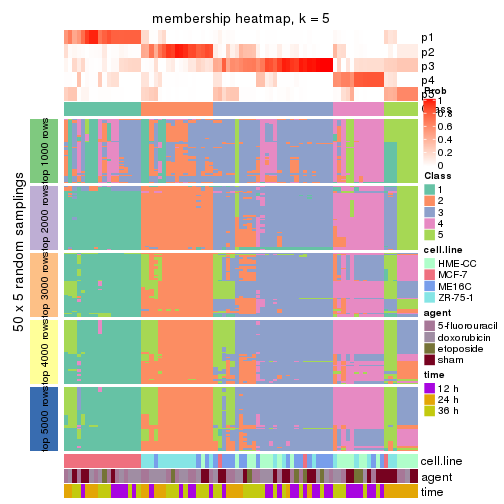 membership heatmap, k = 5
p1
p2
p3
p4
p5
Prob
1
0.8
0.6
0.4
0.2
0
Class
Class
1
2
3
4
5
cell.line
HME-CC
MCF-7
ME16C
ZR-75-1
agent
5-fluorouracil
doxorubicin
etoposide
sham
time
12 h
24 h
36 h
50 x 5 random samplings
top 1000 rows
top 2000 rows
top 3000 rows
top 4000 rows
top 5000 rows
cell.line
agent
time